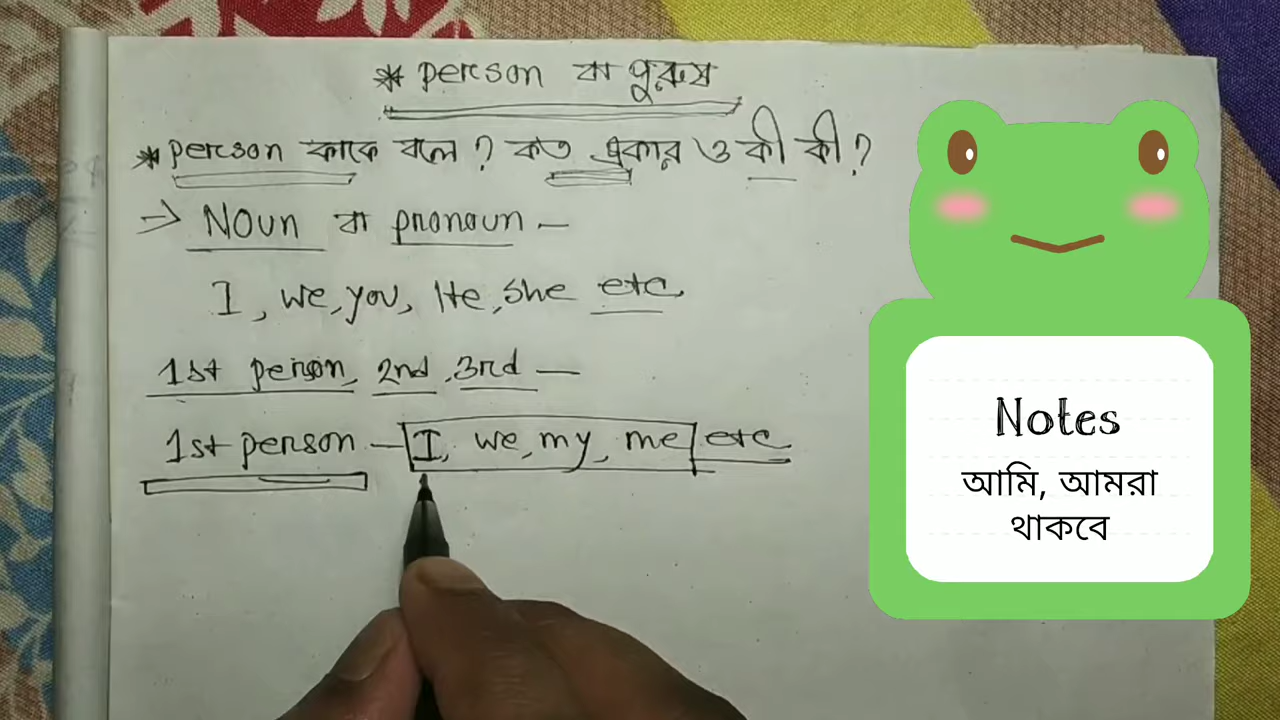 * person বা পুরুষ
* person কাকে বলে ? কত প্রকার ও কী কী ?
→ Noun বা pronoun —
I, we, you, He, she etc.
1st person, 2nd, 3rd —
1st person — I, we, my, me etc
Notes
আমি, আমরা
থাকবে